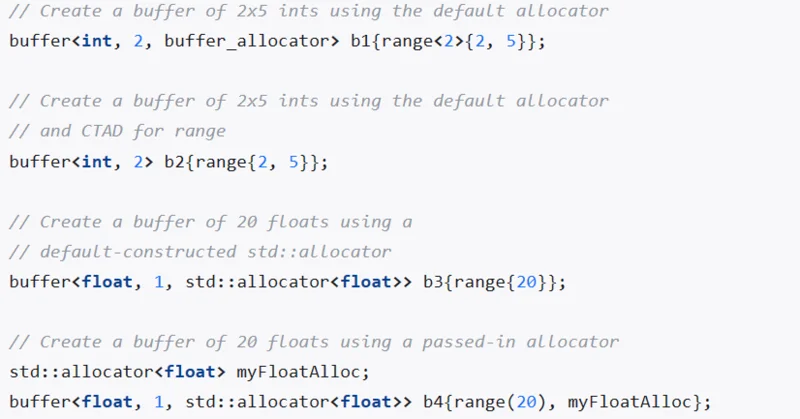 // Create a buffer of 2x5 ints using the default allocator
buffer<int, 2, buffer_allocator> b1{range<2>{2, 5}};
// Create a buffer of 2x5 ints using the default allocator
// and CTAD for range
buffer<int, 2> b2{range{2, 5}};
// Create a buffer of 20 floats using a
// default-constructed std::allocator
buffer<float, 1, std::allocator<float>> b3{range{20}};
// Create a buffer of 20 floats using a passed-in allocator
std::allocator<float> myFloatAlloc;
buffer<float, 1, std::allocator<float>> b4{range(20), myFloatAlloc};